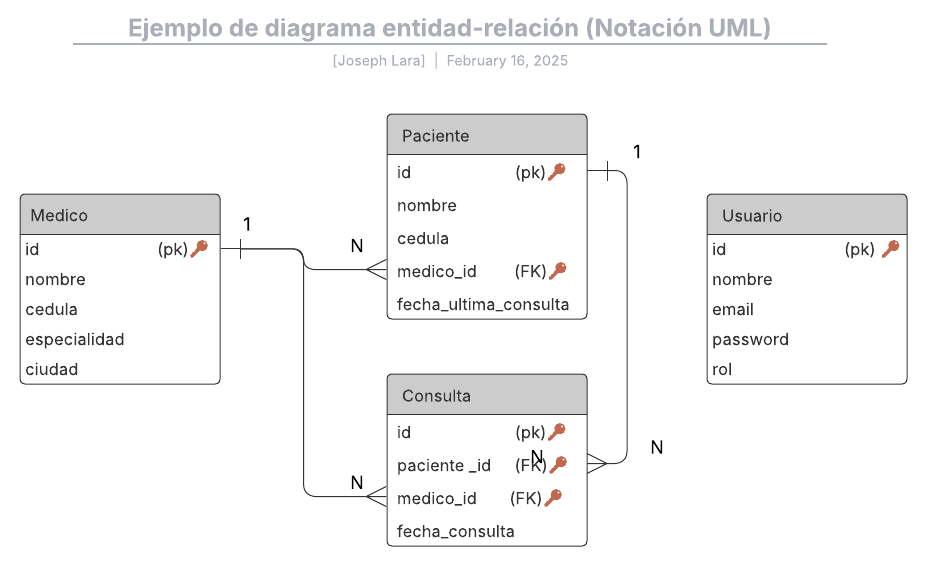 Ejemplo de diagrama entidad-relación (Notación UML)
[Joseph Lara] | February 16, 2025
Medico
id (pk)
nombre
cedula
especialidad
ciudad
1
N
N
Paciente
id (pk)
nombre
cedula
medico_id (FK)
fecha_ultima_consulta
1
Consulta
id (pk)
paciente _id (FK)
N
medico_id (FK)
fecha_consulta
N
Usuario
id (pk)
nombre
email
password
rol